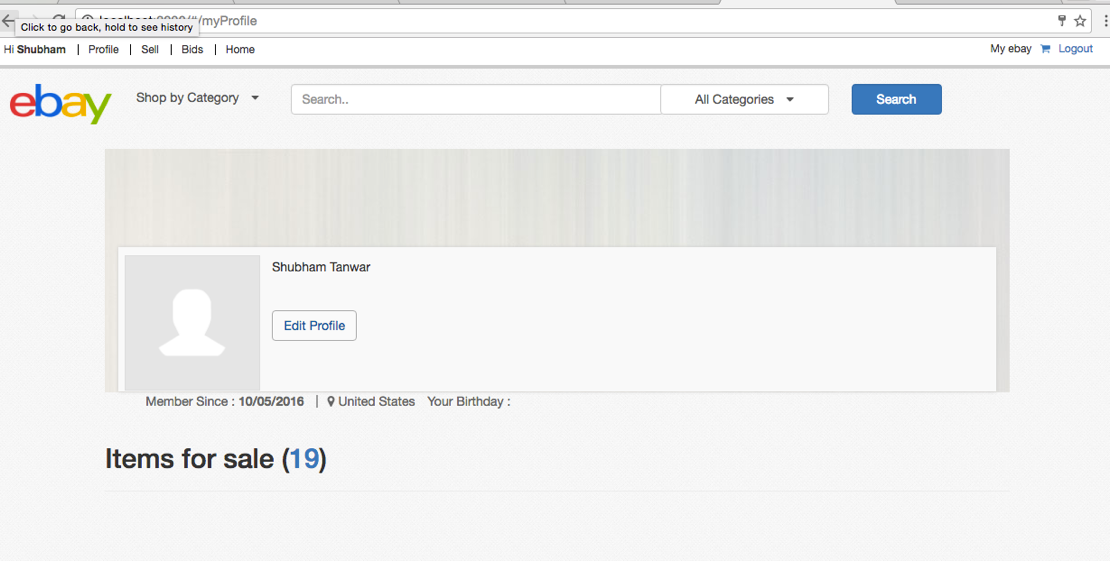 /myProfile
Click to go back, hold to see history
Hi Shubham | Profile | Sell | Bids | Home
My ebay Logout
ebay
Shop by Category
Search..
All Categories
Search
Shubham Tanwar
Edit Profile
Member Since : 10/05/2016 | United States Your Birthday :
Items for sale (19)